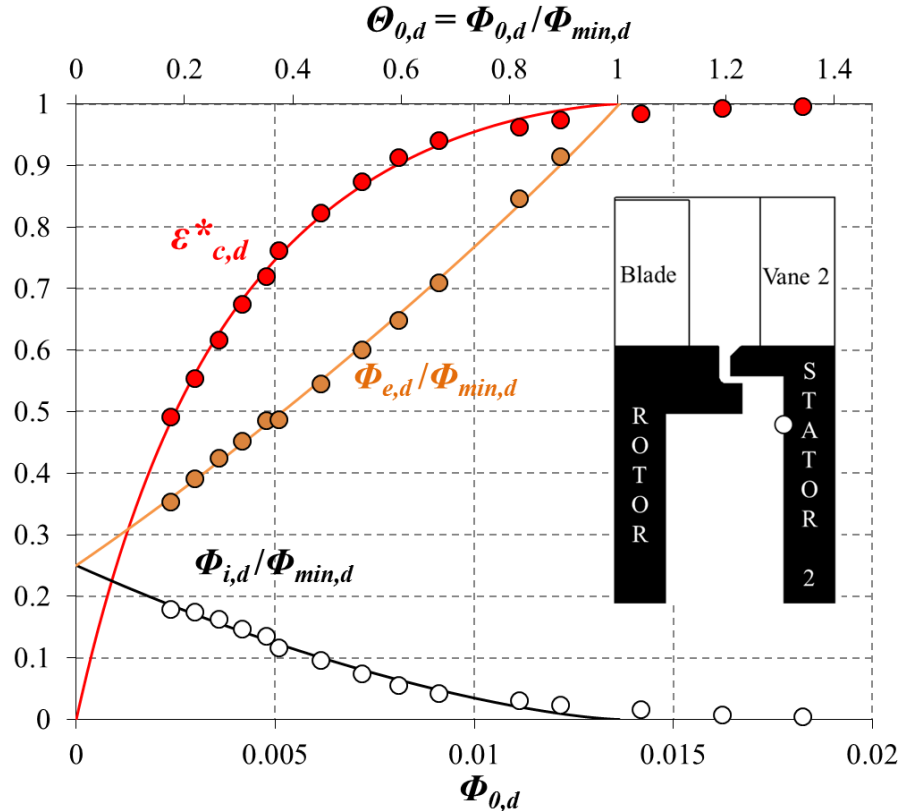 Θ0,d = Φ0,d/Φmin,d
0 0.2 0.4 0.6 0.8 1 1.2 1.4
1
0.9
0.8
0.7
0.6
0.5
0.4
0.3
0.2
0.1
0
ε*c,d
Φe,d/Φmin,d
Φi,d/Φmin,d
Blade
Vane 2
ROTOR
STATOR 2
0 0.005 0.01 0.015 0.02
Φ0,d